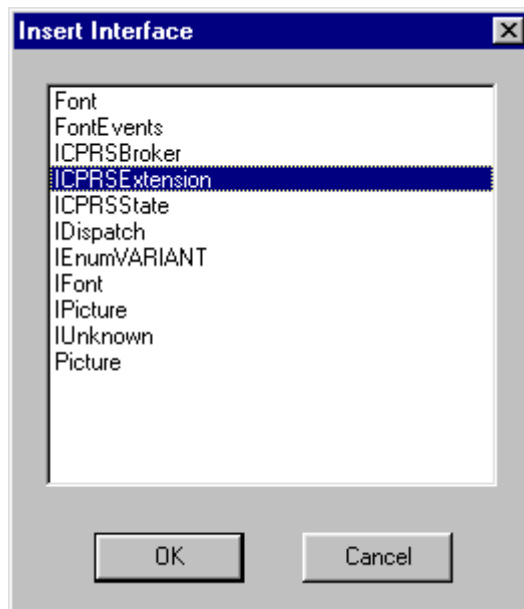 Insert Interface
Font
FontEvents
ICPRSBroker
ICPRSExtension
ICPRSState
IDispatch
IEnumVARIANT
IFont
IPicture
IUnknown
Picture
OK
Cancel